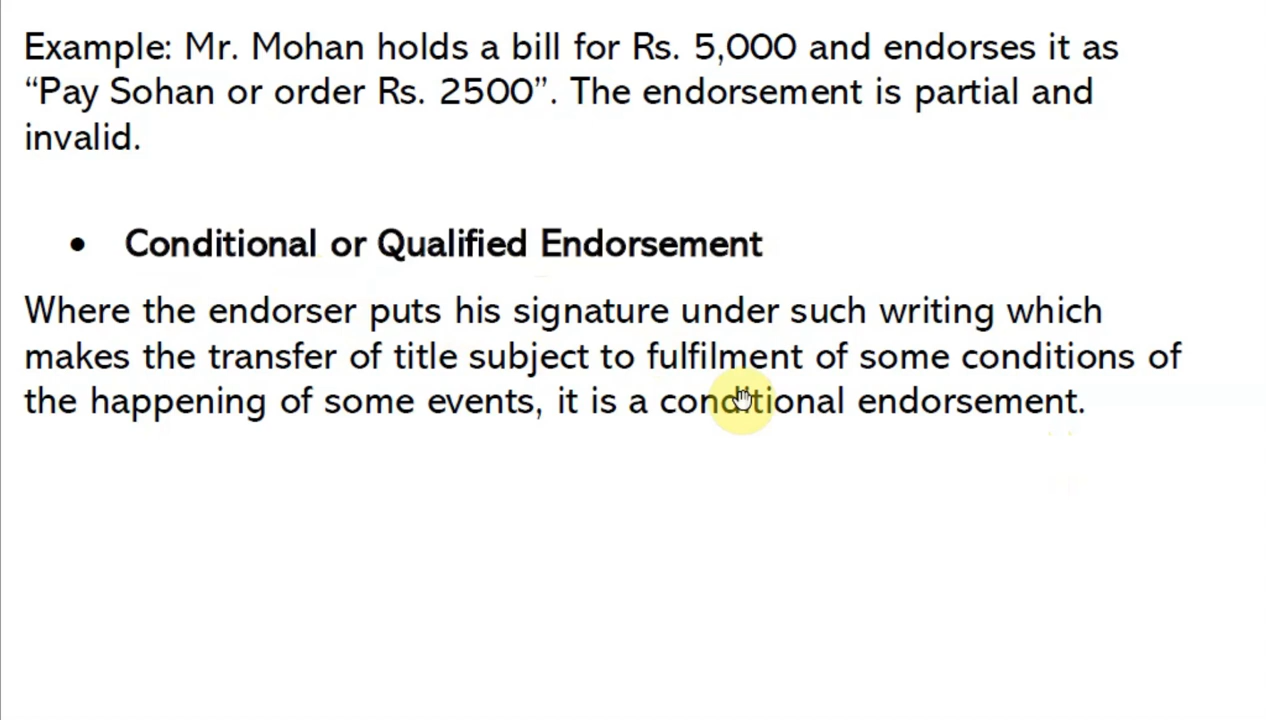 Example: Mr. Mohan holds a bill for Rs. 5,000 and endorses it as
“Pay Sohan or order Rs. 2500”. The endorsement is partial and
invalid.
• Conditional or Qualified Endorsement
Where the endorser puts his signature under such writing which
makes the transfer of title subject to fulfilment of some conditions of
the happening of some events, it is a conditional endorsement.